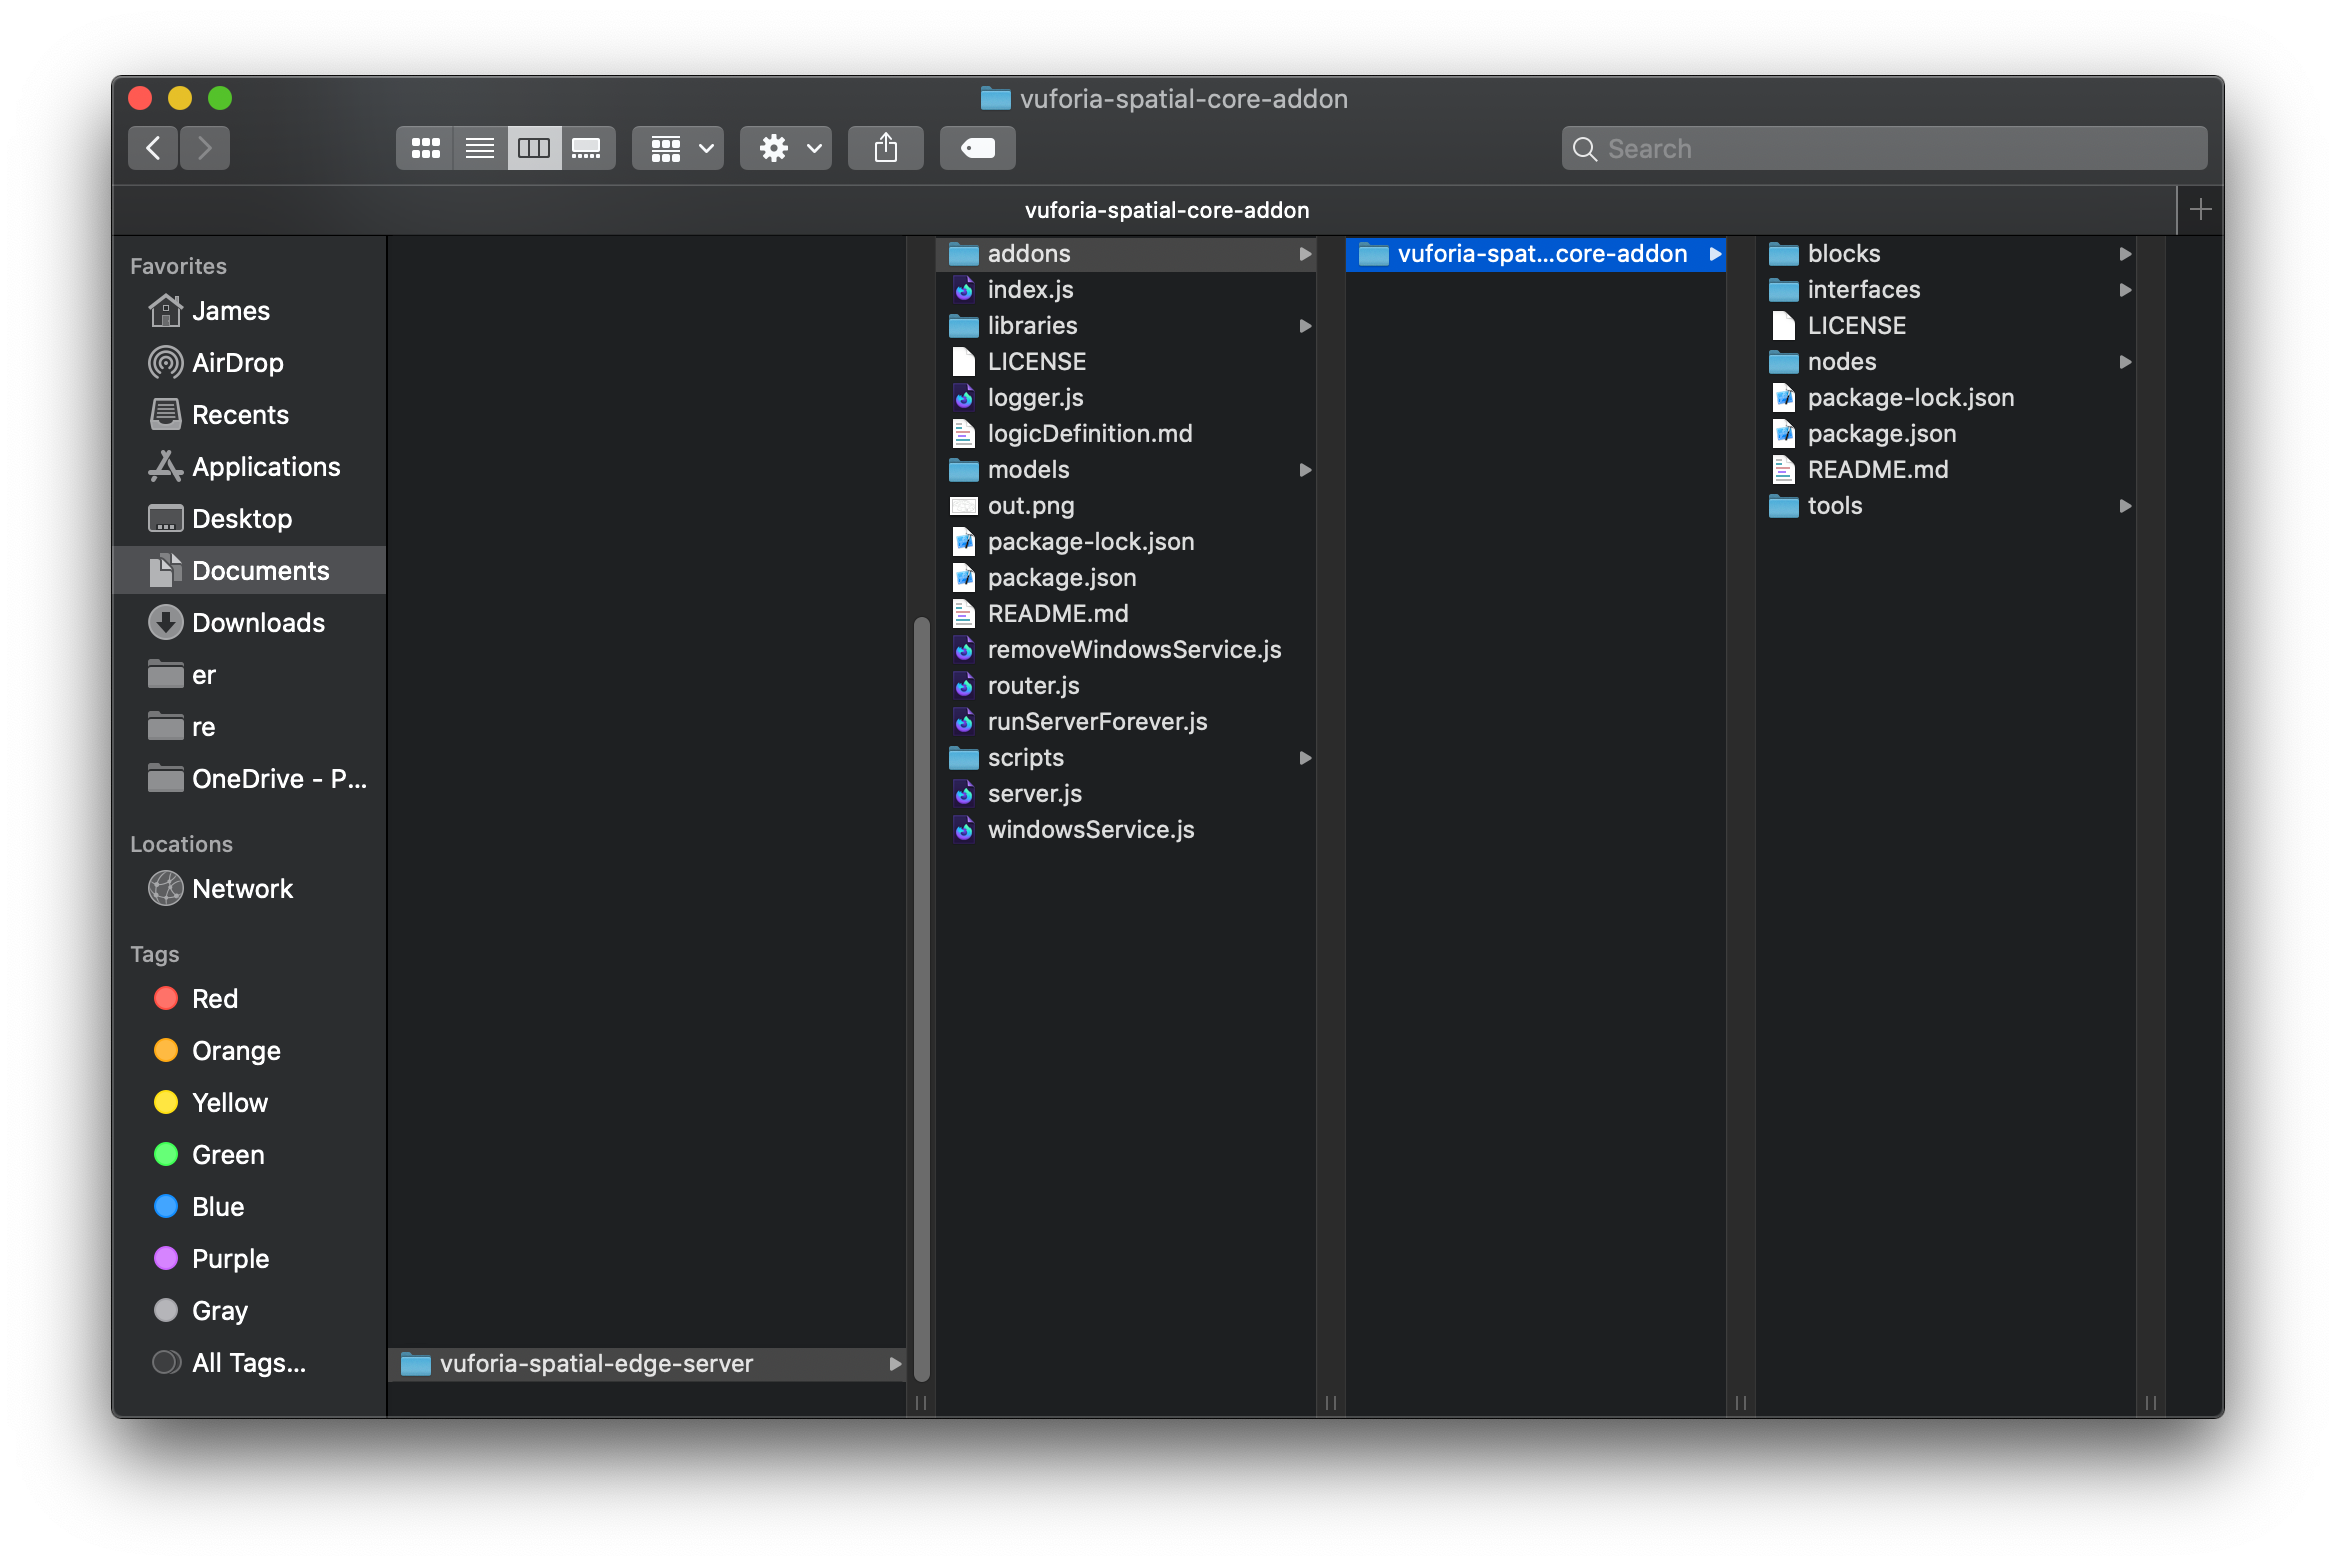 vuforia-spatial-core-addon
Search
vuforia-spatial-core-addon
Favorites
James
AirDrop
Recents
Applications
Desktop
Documents
Downloads
er
re
OneDrive - P...
Locations
Network
Tags
Red
Orange
Yellow
Green
Blue
Purple
Gray
All Tags...
vuforia-spatial-edge-server
addons
index.js
libraries
LICENSE
logger.js
logicDefinition.md
models
out.png
package-lock.json
package.json
README.md
removeWindowsService.js
router.js
runServerForever.js
scripts
server.js
windowsService.js
vuforia-spat...core-addon
blocks
interfaces
LICENSE
nodes
package-lock.json
package.json
README.md
tools